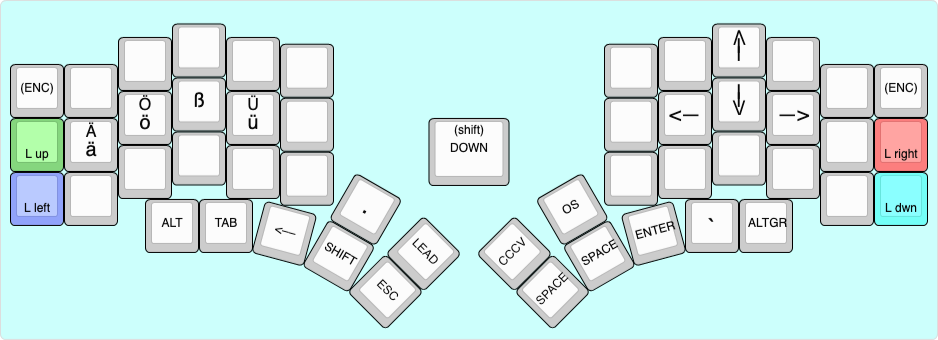 (ENC)
↑
(ENC)
Ö
ö
ß
Ü
ü
<—
↓
—>
L up
Ä
ä
(shift)
DOWN
L right
L left
L dwn
ALT
TAB
<—
.
SHIFT
LEAD
ESC
CCCV
OS
SPACE
SPACE
ENTER
`
ALTGR